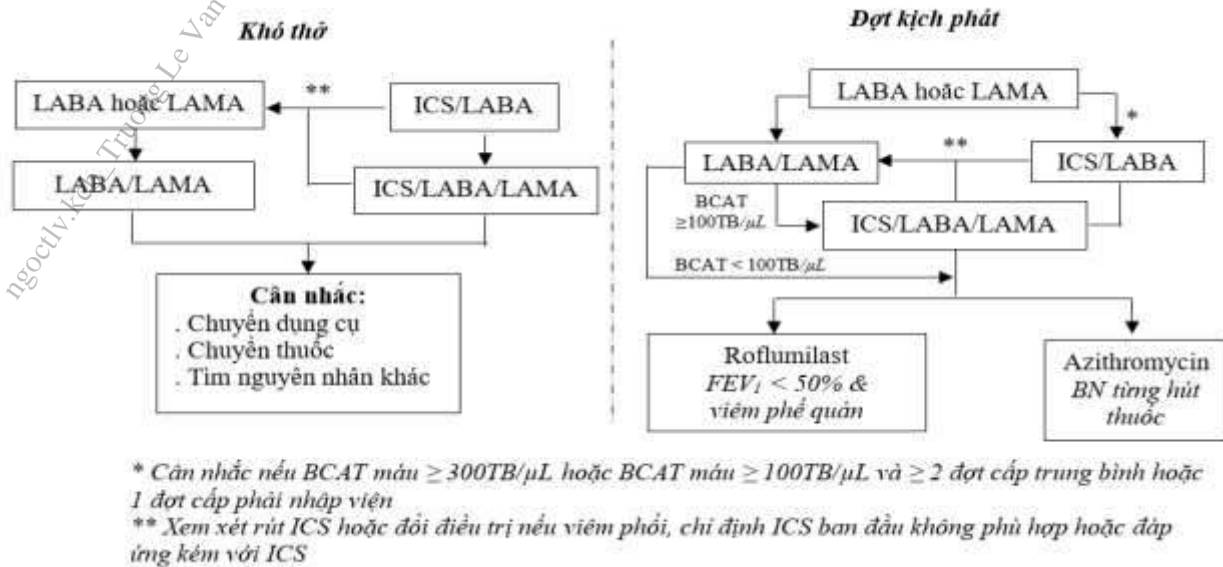 Khó thở
LABA hoặc LAMA
**
ICS/LABA
LABA/LAMA
ICS/LABA/LAMA
Cân nhắc:
. Chuyển dụng cụ
. Chuyển thuốc
. Tìm nguyên nhân khác
Đợt kịch phát
LABA hoặc LAMA
*
LABA/LAMA
**
ICS/LABA
BCAT
≥100TB/µL
ICS/LABA/LAMA
BCAT < 100TB/µL
Roflumilast
FEV1 < 50% &
viêm phế quản
Azithromycin
BN từng hút
thuốc
* Cân nhắc nếu BCAT máu ≥ 300TB/µL hoặc BCAT máu ≥ 100TB/µL và ≥ 2 đợt cấp trung bình hoặc
1 đợt cấp phải nhập viện
** Xem xét rút ICS hoặc đổi điều trị nếu viêm phổi, chỉ định ICS ban đầu không phù hợp hoặc đáp
ứng kém với ICS